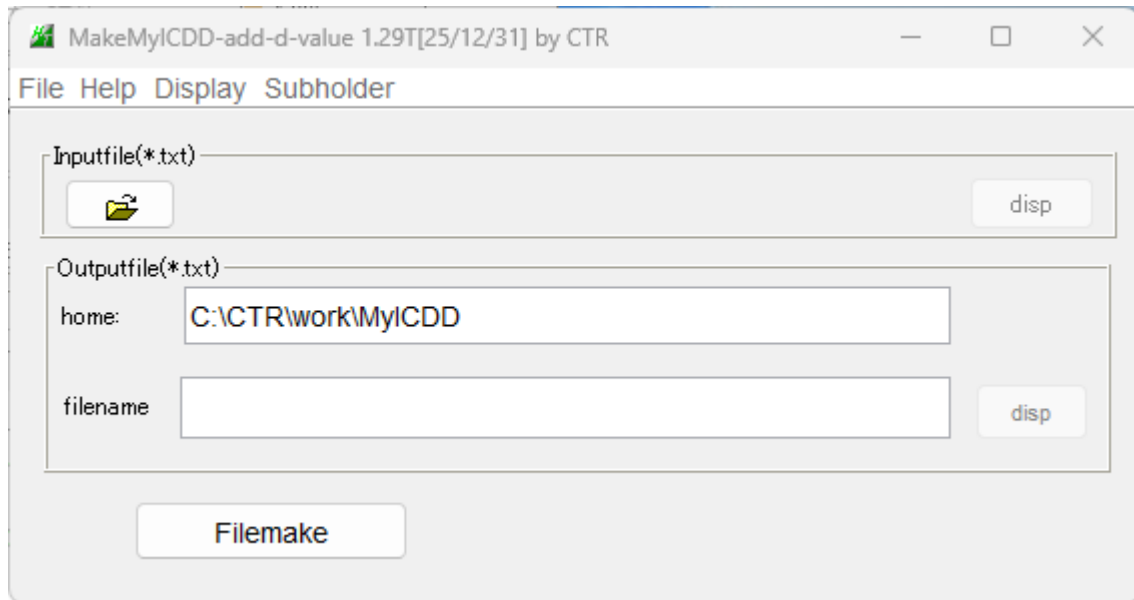 MakeMyICDD-add-d-value 1.29T[25/12/31] by CTR
File Help Display Subholder
Inputfile(*.txt)
disp
Outputfile(*.txt)
home: C:\CTR\work\MyICDD
filename disp
Filemake